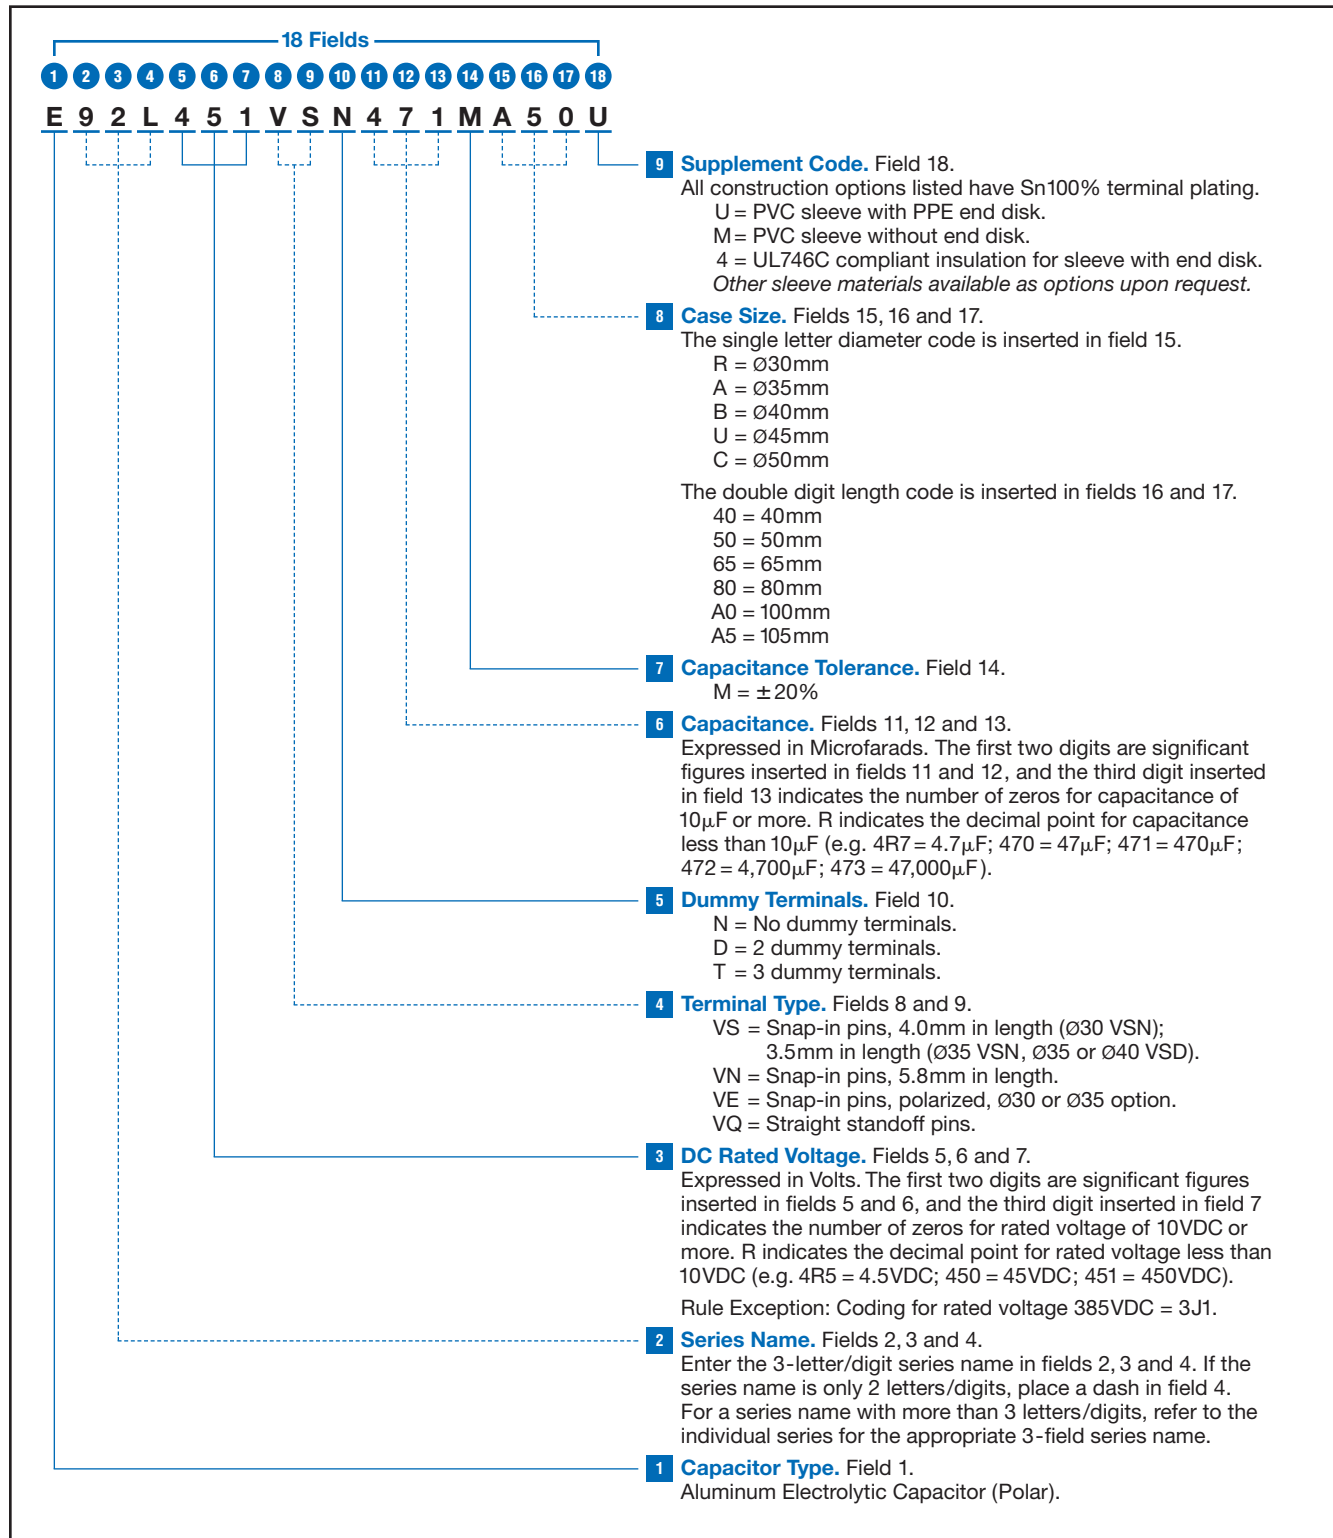 18 Fields
1 2 3 4 5 6 7 8 9 10 11 12 13 14 15 16 17 18
E 9 2 L 4 5 1 V S N 4 7 1 M A 5 0 U
9 Supplement Code. Field 18.
All construction options listed have Sn100% terminal plating.
U = PVC sleeve with PPE end disk.
M = PVC sleeve without end disk.
4 = UL746C compliant insulation for sleeve with end disk.
Other sleeve materials available as options upon request.
8 Case Size. Fields 15, 16 and 17.
The single letter diameter code is inserted in field 15.
R = Ø30mm
A = Ø35mm
B = Ø40mm
U = Ø45mm
C = Ø50mm
The double digit length code is inserted in fields 16 and 17.
40 = 40mm
50 = 50mm
65 = 65mm
80 = 80mm
A0 = 100mm
A5 = 105mm
7 Capacitance Tolerance. Field 14.
M = ±20%
6 Capacitance. Fields 11, 12 and 13.
Expressed in Microfarads. The first two digits are significant
figures inserted in fields 11 and 12, and the third digit inserted
in field 13 indicates the number of zeros for capacitance of
10µF or more. R indicates the decimal point for capacitance
less than 10µF (e.g. 4R7 = 4.7µF; 470 = 47µF; 471 = 470µF;
472 = 4,700µF; 473 = 47,000µF).
5 Dummy Terminals. Field 10.
N = No dummy terminals.
D = 2 dummy terminals.
T = 3 dummy terminals.
4 Terminal Type. Fields 8 and 9.
VS = Snap-in pins, 4.0mm in length (Ø30 VSN);
3.5mm in length (Ø35 VSN, Ø35 or Ø40 VSD).
VN = Snap-in pins, 5.8mm in length.
VE = Snap-in pins, polarized, Ø30 or Ø35 option.
VQ = Straight standoff pins.
3 DC Rated Voltage. Fields 5, 6 and 7.
Expressed in Volts. The first two digits are significant figures
inserted in fields 5 and 6, and the third digit inserted in field 7
indicates the number of zeros for rated voltage of 10VDC or
more. R indicates the decimal point for rated voltage less than
10VDC (e.g. 4R5 = 4.5VDC; 450 = 45VDC; 451 = 450VDC).
Rule Exception: Coding for rated voltage 385VDC = 3J1.
2 Series Name. Fields 2, 3 and 4.
Enter the 3-letter/digit series name in fields 2, 3 and 4. If the
series name is only 2 letters/digits, place a dash in field 4.
For a series name with more than 3 letters/digits, refer to the
individual series for the appropriate 3-field series name.
1 Capacitor Type. Field 1.
Aluminum Electrolytic Capacitor (Polar).